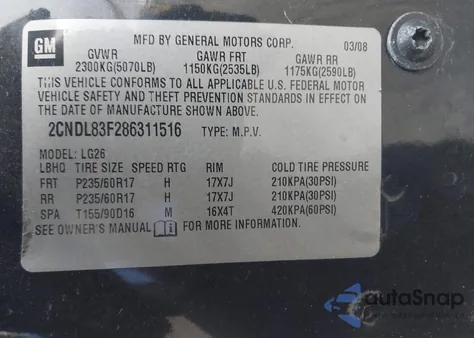 GM
MFD BY GENERAL MOTORS CORP. 03/08
GVWR GAWR FRT GAWR RR
2300KG(5070LB) 1150KG(2535LB) 1175KG(2590LB)
THIS VEHICLE CONFORMS TO ALL APPLICABLE U.S. FEDERAL MOTOR
VEHICLE SAFETY AND THEFT PREVENTION STANDARDS IN EFFECT ON
THE DATE OF MANUFACTURE SHOWN ABOVE.
2CNDL83F286311516 TYPE: M.P.V.
MODEL: LG26
LBHQ TIRE SIZE SPEED RTG RIM COLD TIRE PRESSURE
FRT P235/60R17 H 17X7J 210KPA(30PSI)
RR P235/60R17 H 17X7J 210KPA(30PSI)
SPA T155/90D16 M 16X4T 420KPA(60PSI)
SEE OWNER'S MANUAL FOR MORE INFORMATION.
autoSnap